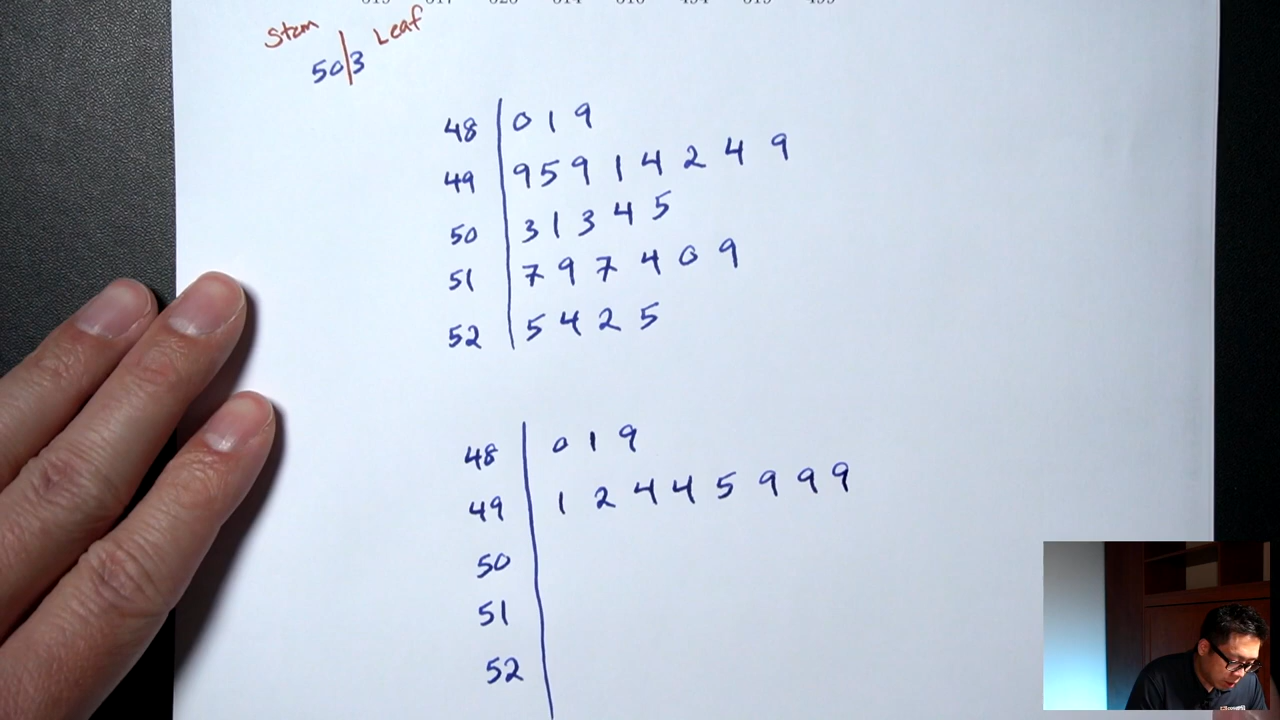 Stem Leaf
50|3
48 | 0 1 9
49 | 9 5 9 1 4 2 4 9
50 | 3 1 3 4 5
51 | 7 9 7 4 0 9
52 | 5 4 2 5
48 | 0 1 9
49 | 1 2 4 4 5 9 9 9
50 |
51 |
52 |